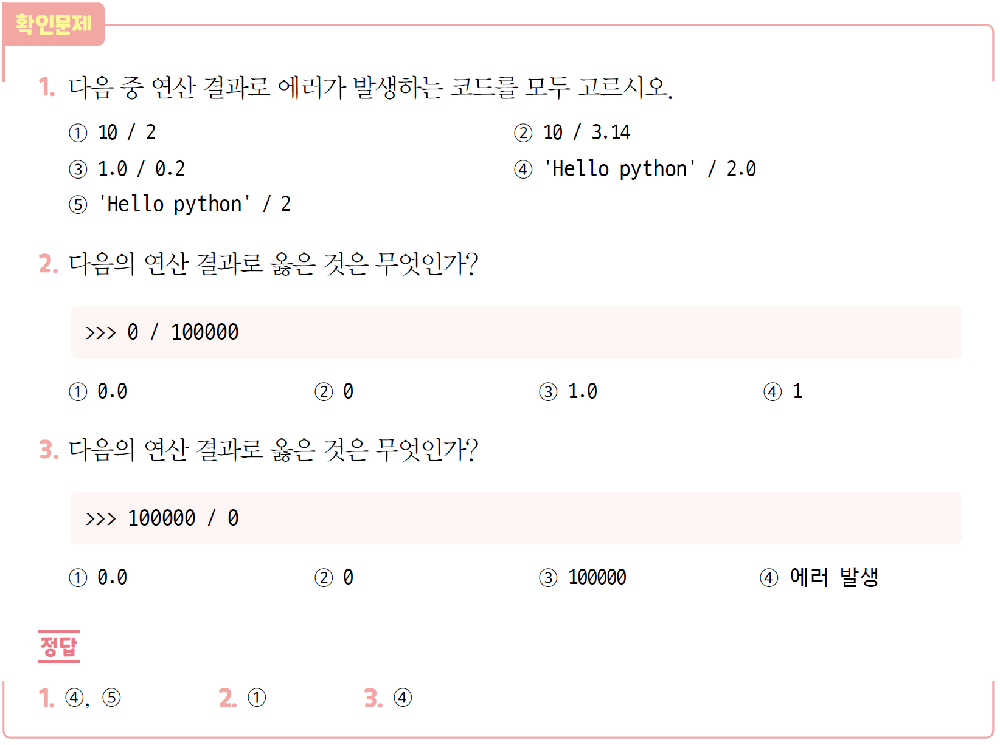 확인문제
1. 다음 중 연산 결과로 에러가 발생하는 코드를 모두 고르시오.
① 10 / 2 ② 10 / 3.14
③ 1.0 / 0.2 ④ 'Hello python' / 2.0
⑤ 'Hello python' / 2
2. 다음의 연산 결과로 옳은 것은 무엇인가?
>>> 0 / 100000
① 0.0 ② 0 ③ 1.0 ④ 1
3. 다음의 연산 결과로 옳은 것은 무엇인가?
>>> 100000 / 0
① 0.0 ② 0 ③ 100000 ④ 에러 발생
정답
1. ④, ⑤ 2. ① 3. ④